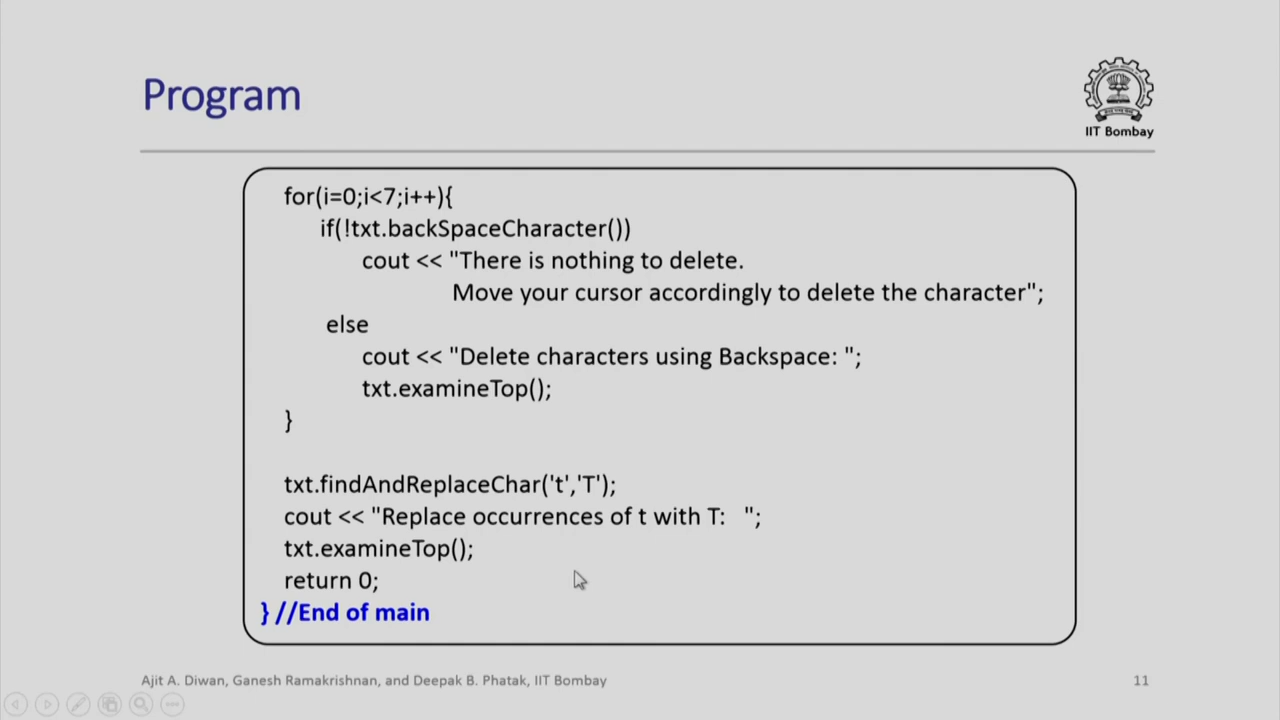 Program
IIT Bombay
for(i=0;i<7;i++){
if(!txt.backSpaceCharacter())
cout << "There is nothing to delete.
Move your cursor accordingly to delete the character";
else
cout << "Delete characters using Backspace: ";
txt.examineTop();
}
txt.findAndReplaceChar('t','T');
cout << "Replace occurrences of t with T:   ";
txt.examineTop();
return 0;
} //End of main
Ajit A. Diwan, Ganesh Ramakrishnan, and Deepak B. Phatak, IIT Bombay
11